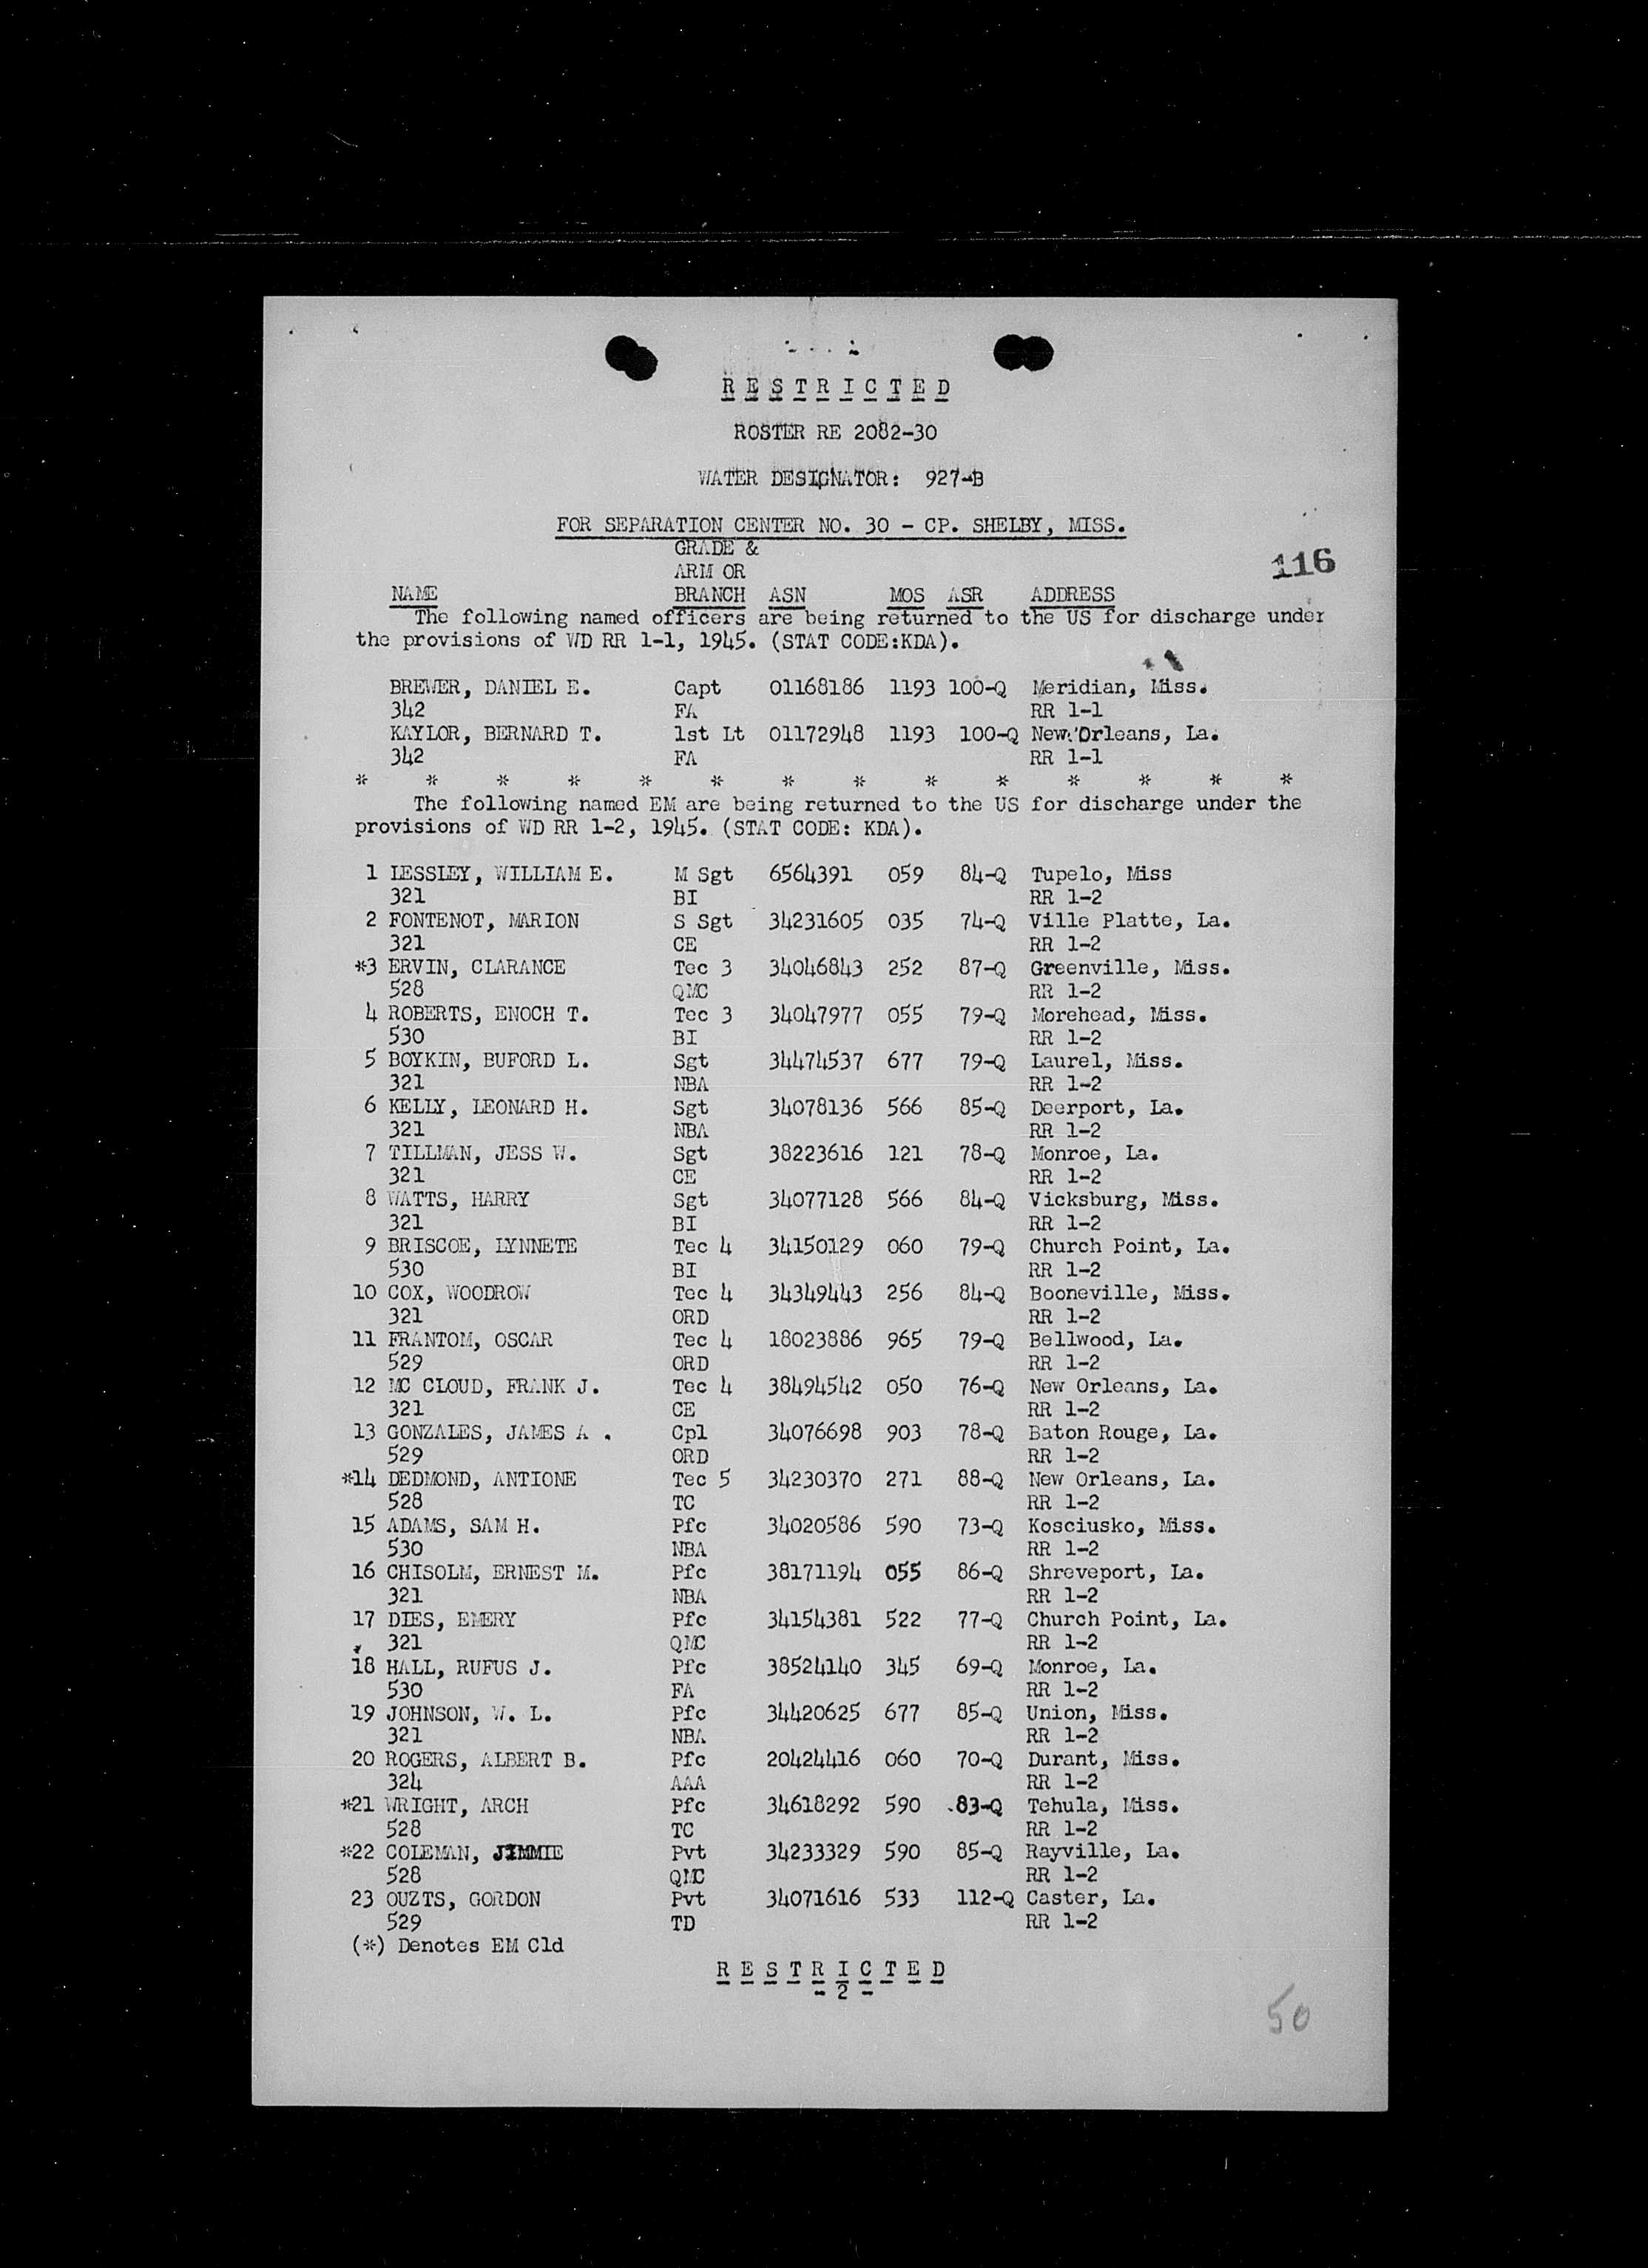 RESTRICTED
ROSTER RE 2082-30
WATER DESIGNATOR: 927-B
FOR SEPARATION CENTER NO. 30 - CP. SHELBY, MISS.
GRADE &
116
ARM OR
NAME BRANCH ASN MOS ASR ADDRESS
The following named officers are being returned to the US for discharge under
the provisions of WD RR 1-1, 1945. (STAT CODE:KDA).
BREWER, DANIEL E. Capt 01168186 1193 100-Q Meridian, Miss.
342 FA RR 1-1
KAYLOR, BERNARD T. 1st Lt 01172948 1193 100-Q New Orleans, La.
342 FA RR 1-1
* * * * * * * * * * * * * *
The following named EM are being returned to the US for discharge under the
provisions of WD RR 1-2, 1945. (STAT CODE: KDA).
1 LESSLEY, WILLIAM E. M Sgt 6564391 059 84-Q Tupelo, Miss
321 BI RR 1-2
2 FONTENOT, MARION S Sgt 34231605 035 74-Q Ville Platte, La.
321 CE RR 1-2
*3 ERVIN, CLARANCE Tec 3 34046843 252 87-Q Greenville, Miss.
528 QMC RR 1-2
4 ROBERTS, ENOCH T. Tec 3 34047977 055 79-Q Morehead, Miss.
530 BI RR 1-2
5 BOYKIN, BUFORD L. Sgt 34474537 677 79-Q Laurel, Miss.
321 NBA RR 1-2
6 KELLY, LEONARD H. Sgt 34078136 566 85-Q Deerport, La.
321 NBA RR 1-2
7 TILLMAN, JESS W. Sgt 38223616 121 78-Q Monroe, La.
321 CE RR 1-2
8 WATTS, HARRY Sgt 34077128 566 84-Q Vicksburg, Miss.
321 BI RR 1-2
9 BRISCOE, LYNNETE Tec 4 34150129 060 79-Q Church Point, La.
530 BI RR 1-2
10 COX, WOODROW Tec 4 34349443 256 84-Q Booneville, Miss.
321 ORD RR 1-2
11 FRANTOM, OSCAR Tec 4 18023886 965 79-Q Bellwood, La.
529 ORD RR 1-2
12 MC CLOUD, FRANK J. Tec 4 38494542 050 76-Q New Orleans, La.
321 CE RR 1-2
13 GONZALES, JAMES A . Cpl 34076698 903 78-Q Baton Rouge, La.
529 ORD RR 1-2
*14 DEDMOND, ANTIONE Tec 5 34230370 271 88-Q New Orleans, La.
528 TC RR 1-2
15 ADAMS, SAM H. Pfc 34020586 590 73-Q Kosciusko, Miss.
530 NBA RR 1-2
16 CHISOLM, ERNEST M. Pfc 38171194 055 86-Q Shreveport, La.
321 NBA RR 1-2
17 DIES, EMERY Pfc 34154381 522 77-Q Church Point, La.
321 QMC RR 1-2
18 HALL, RUFUS J. Pfc 38524140 345 69-Q Monroe, La.
530 FA RR 1-2
19 JOHNSON, W. L. Pfc 34420625 677 85-Q Union, Miss.
321 NBA RR 1-2
20 ROGERS, ALBERT B. Pfc 20424416 060 70-Q Durant, Miss.
324 AAA RR 1-2
*21 WRIGHT, ARCH Pfc 34618292 590 83-Q Tehula, Miss.
528 TC RR 1-2
*22 COLEMAN, JIMMIE Pvt 34233329 590 85-Q Rayville, La.
528 QMC RR 1-2
23 OUZTS, GORDON Pvt 34071616 533 112-Q Caster, La.
529 TD RR 1-2
(*) Denotes EM Cld
RESTRICTED
- 2 -
50